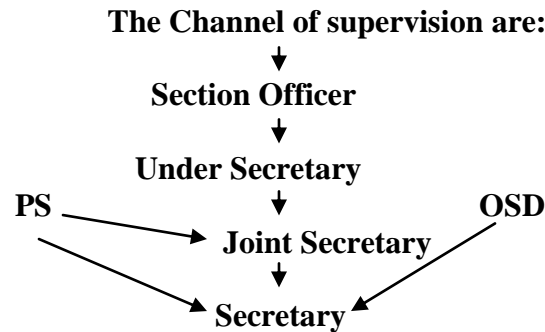 The Channel of supervision are:
Section Officer
Under Secretary
PS
OSD
Joint Secretary
Secretary